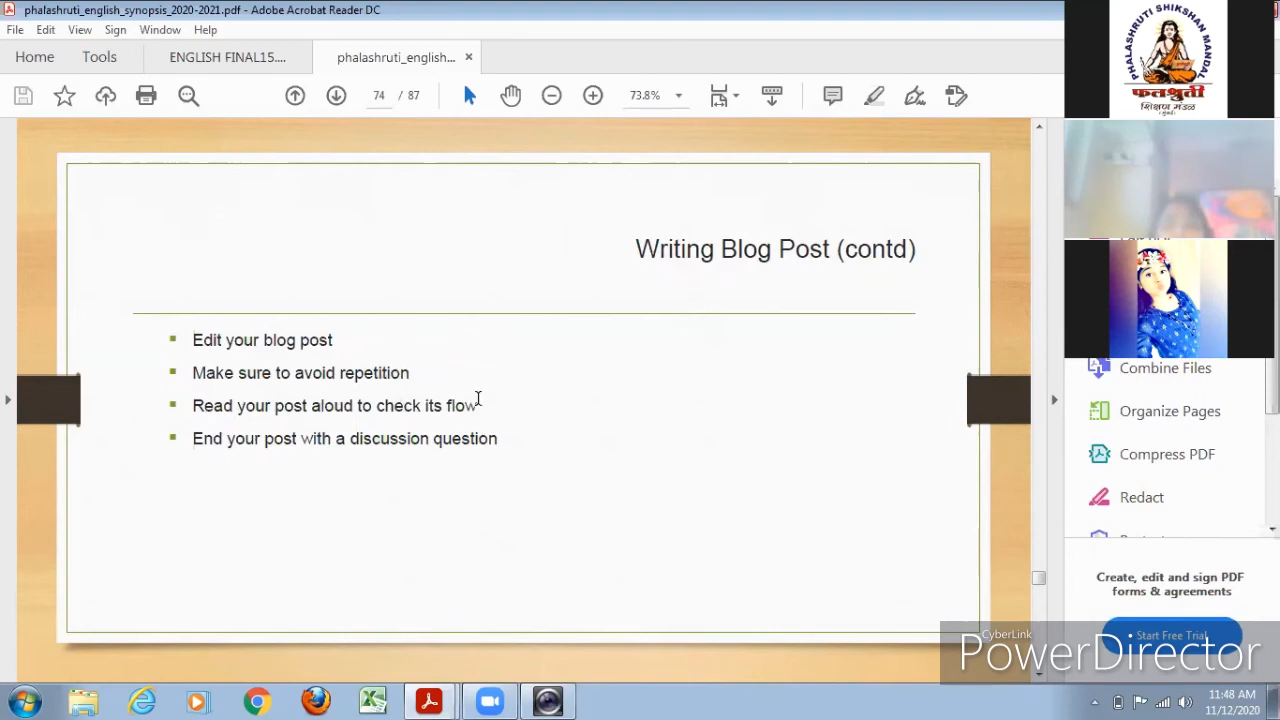 phalashruti_english_synopsis_2020-2021.pdf - Adobe Acrobat Reader DC
File Edit View Sign Window Help
Home Tools ENGLISH FINAL15.... phalashruti_english... ×
74 / 87 73.8%
PHALASHRUTI SHIKSHAN MANDAL
फलश्रुती
शिक्षण मंडळ
Writing Blog Post (contd)
Edit your blog post
Make sure to avoid repetition
Read your post aloud to check its flow
End your post with a discussion question
Combine Files
Organize Pages
Compress PDF
Redact
Create, edit and sign PDF
forms & agreements
Start Free Trial
CyberLink
PowerDirector
11:48 AM
11/12/2020